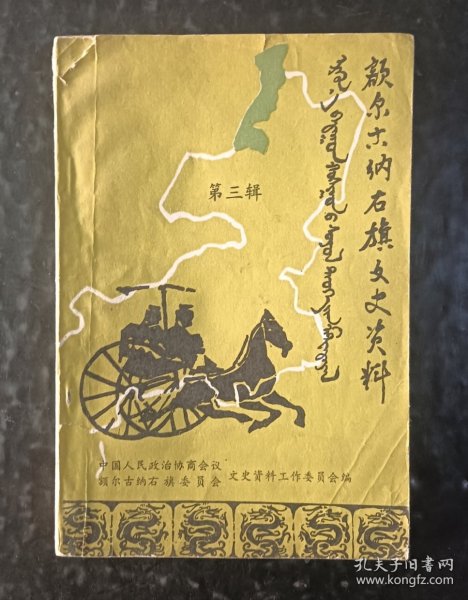 额尔古纳右旗文史资料
第三辑
中国人民政治协商会议
额尔古纳右旗委员会 文史资料工作委员会编
孔夫子旧书网
www.kongfz.com